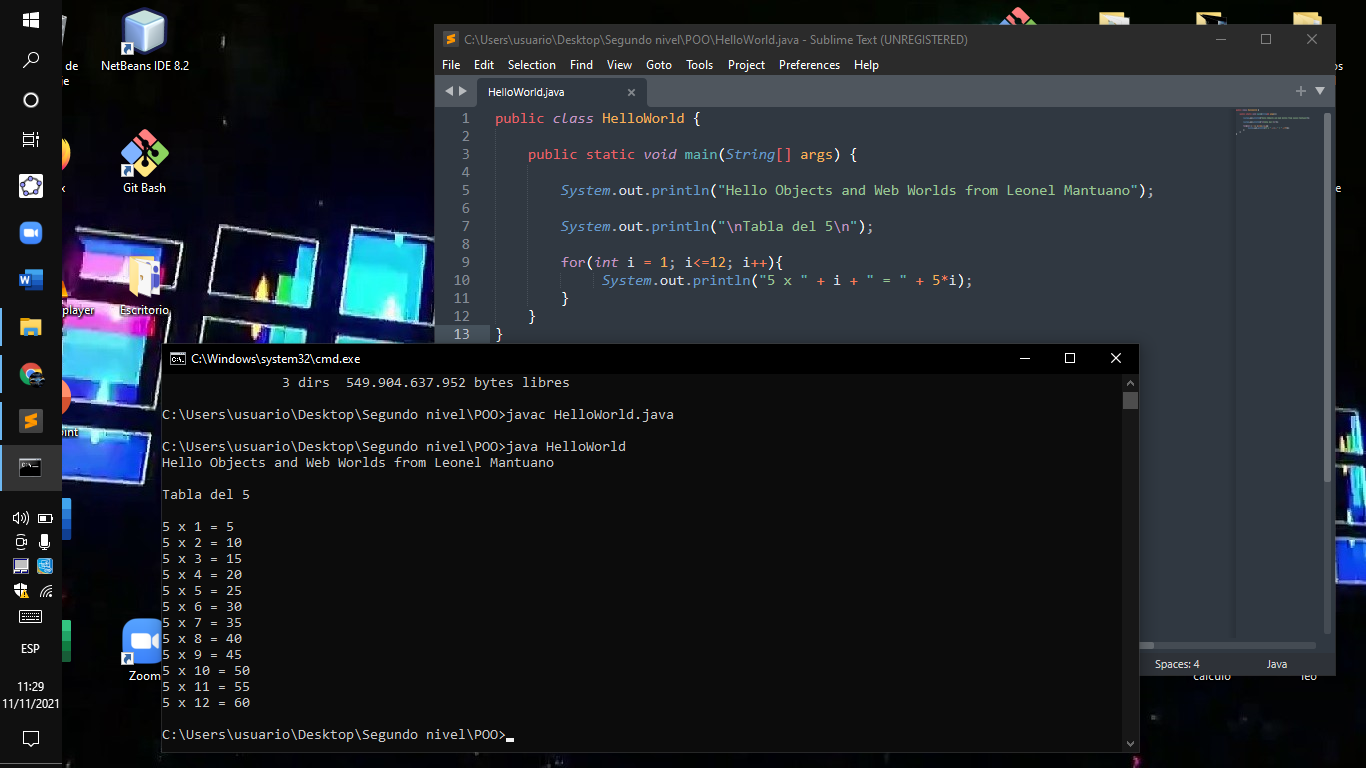 de
ie
NetBeans IDE 8.2
Git Bash
x
player
Escritorio
int
Zoom
ESP
11:29
11/11/2021
C:\Users\usuario\Desktop\Segundo nivel\POO\HelloWorld.java - Sublime Text (UNREGISTERED)
File Edit Selection Find View Goto Tools Project Preferences Help
HelloWorld.java
1 public class HelloWorld {
2
3 public static void main(String[] args) {
4
5 System.out.println("Hello Objects and Web Worlds from Leonel Mantuano");
6
7 System.out.println("\nTabla del 5\n");
8
9 for(int i = 1; i<=12; i++){
10 System.out.println("5 x " + i + " = " + 5*i);
11 }
12 }
13 }
Spaces: 4 Java
C:\Windows\system32\cmd.exe
3 dirs 549.904.637.952 bytes libres
C:\Users\usuario\Desktop\Segundo nivel\POO>javac HelloWorld.java
C:\Users\usuario\Desktop\Segundo nivel\POO>java HelloWorld
Hello Objects and Web Worlds from Leonel Mantuano
Tabla del 5
5 x 1 = 5
5 x 2 = 10
5 x 3 = 15
5 x 4 = 20
5 x 5 = 25
5 x 6 = 30
5 x 7 = 35
5 x 8 = 40
5 x 9 = 45
5 x 10 = 50
5 x 11 = 55
5 x 12 = 60
C:\Users\usuario\Desktop\Segundo nivel\POO>
os
e
calculo
leo